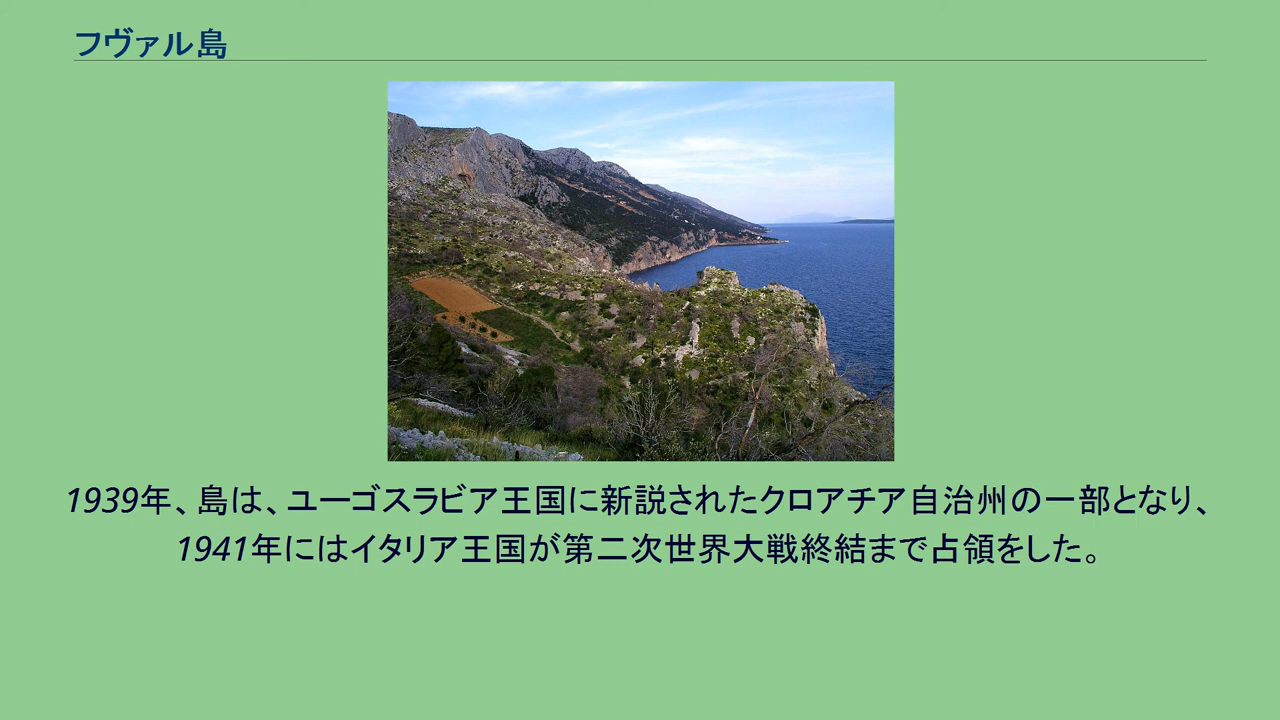 フヴァル島
1939年、島は、ユーゴスラビア王国に新説されたクロアチア自治州の一部となり、
1941年にはイタリア王国が第二次世界大戦終結まで占領をした。